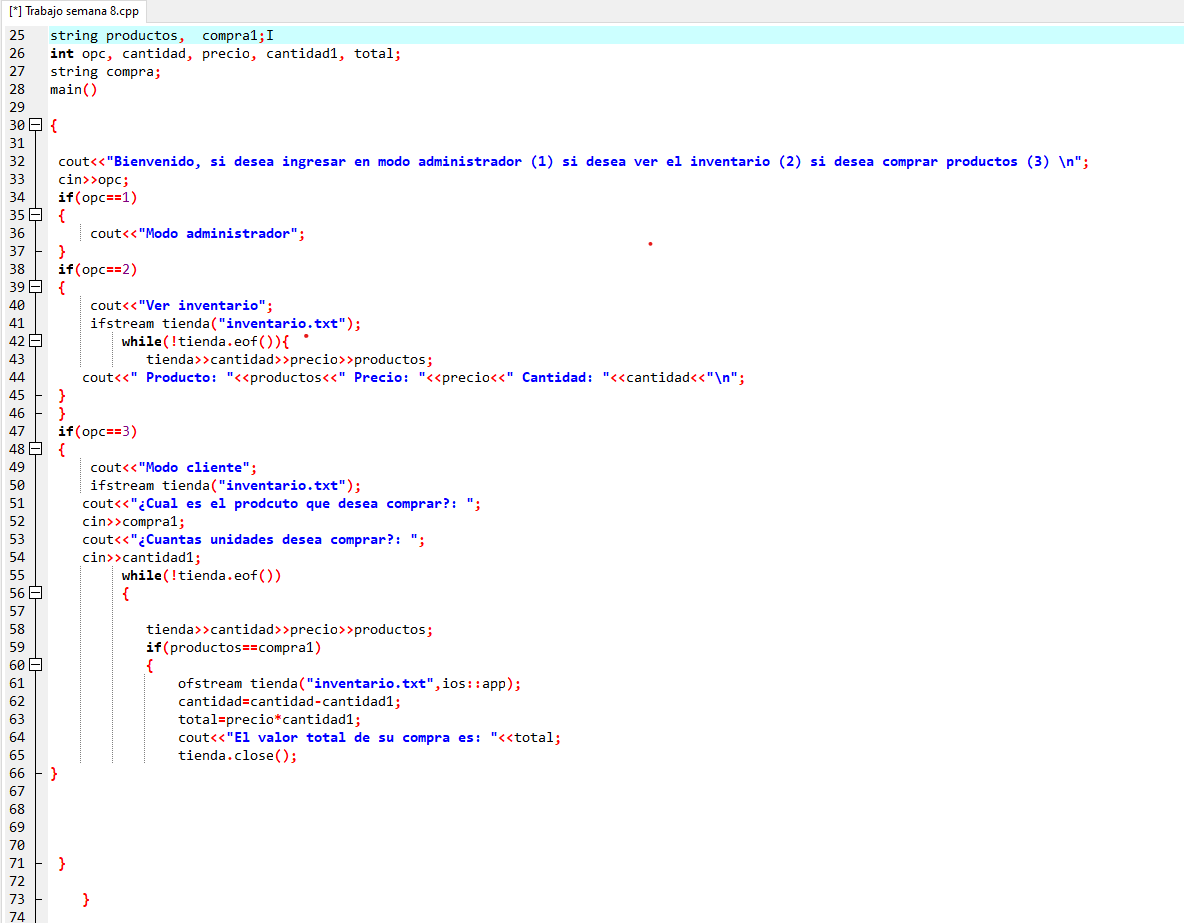 [*] Trabajo semana 8.cpp
25 string productos,  compra1;
26 int opc, cantidad, precio, cantidad1, total;
27 string compra;
28 main()
29
30 {
31
32 cout<<"Bienvenido, si desea ingresar en modo administrador (1) si desea ver el inventario (2) si desea comprar productos (3) \n";
33 cin>>opc;
34 if(opc==1)
35 {
36 cout<<"Modo administrador";
37 }
38 if(opc==2)
39 {
40 cout<<"Ver inventario";
41 ifstream tienda("inventario.txt");
42 while(!tienda.eof()){
43 tienda>>cantidad>>precio>>productos;
44 cout<<" Producto: "<<productos<<" Precio: "<<precio<<" Cantidad: "<<cantidad<<"\n";
45 }
46 }
47 if(opc==3)
48 {
49 cout<<"Modo cliente";
50 ifstream tienda("inventario.txt");
51 cout<<"¿Cual es el prodcuto que desea comprar?: ";
52 cin>>compra1;
53 cout<<"¿Cuantas unidades desea comprar?: ";
54 cin>>cantidad1;
55 while(!tienda.eof())
56 {
57
58 tienda>>cantidad>>precio>>productos;
59 if(productos==compra1)
60 {
61 ofstream tienda("inventario.txt",ios::app);
62 cantidad=cantidad-cantidad1;
63 total=precio*cantidad1;
64 cout<<"El valor total de su compra es: "<<total;
65 tienda.close();
66 }
67
68
69
70
71 }
72
73 }
74